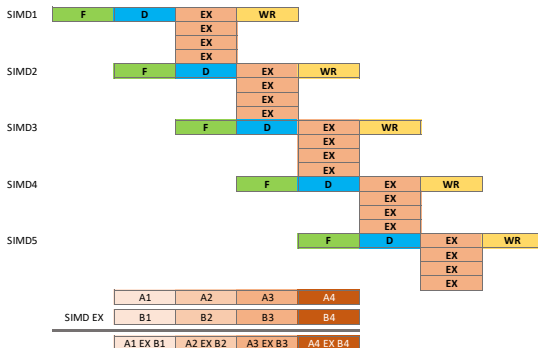 SIMD1 F D EX WR
EX
EX
EX
SIMD2 F D EX WR
EX
EX
EX
SIMD3 F D EX WR
EX
EX
EX
SIMD4 F D EX WR
EX
EX
EX
SIMD5 F D EX WR
EX
EX
EX
A1 A2 A3 A4
SIMD EX B1 B2 B3 B4
A1 EX B1 A2 EX B2 A3 EX B3 A4 EX B4